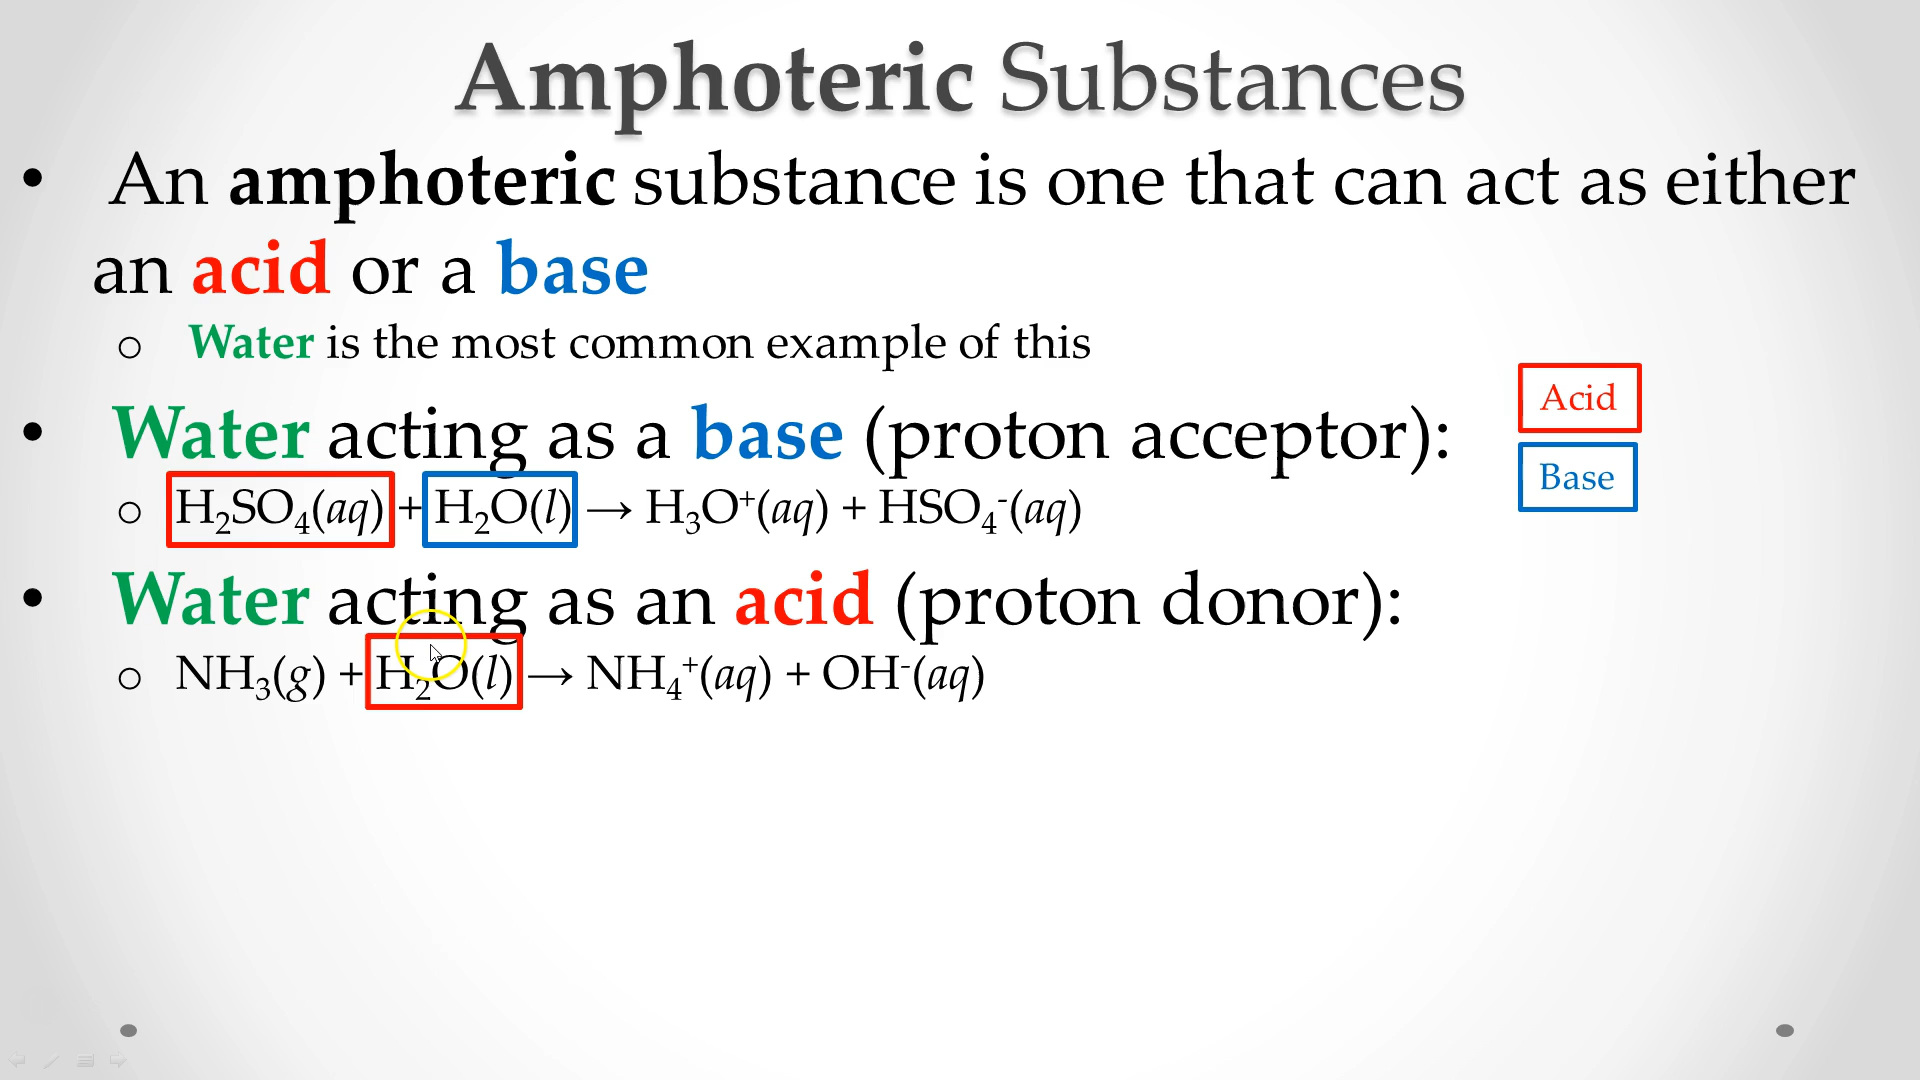 Amphoteric Substances
• An amphoteric substance is one that can act as either
an acid or a base
o Water is the most common example of this
Acid
• Water acting as a base (proton acceptor):
Base
o H₂SO₄(aq) + H₂O(l) → H₃O⁺(aq) + HSO₄⁻(aq)
• Water acting as an acid (proton donor):
o NH₃(g) + H₂O(l) → NH₄⁺(aq) + OH⁻(aq)